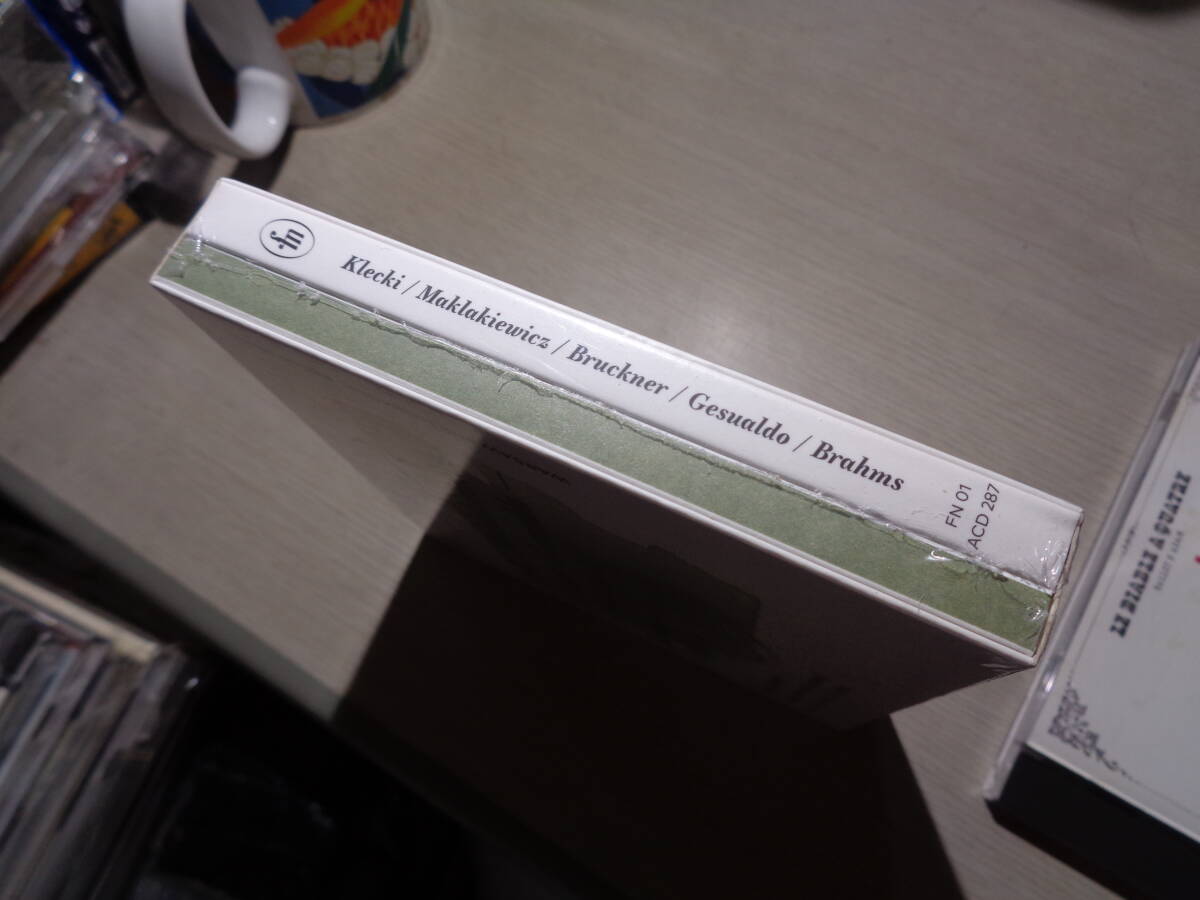 fn
Klecki / Maklakiewicz / Bruckner / Gesualdo / Brahms
FN 01
ACD 287
LE DIABLE A QUATRE